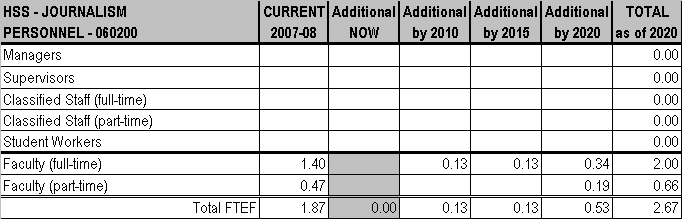 HSS - JOURNALISM CURRENT Additional Additional Additional Additional TOTAL
PERSONNEL - 060200 2007-08 NOW by 2010 by 2015 by 2020 as of 2020
Managers 0.00
Supervisors 0.00
Classified Staff (full-time) 0.00
Classified Staff (part-time) 0.00
Student Workers 0.00
Faculty (full-time) 1.40 0.13 0.13 0.34 2.00
Faculty (part-time) 0.47 0.19 0.66
Total FTEF 1.87 0.00 0.13 0.13 0.53 2.67